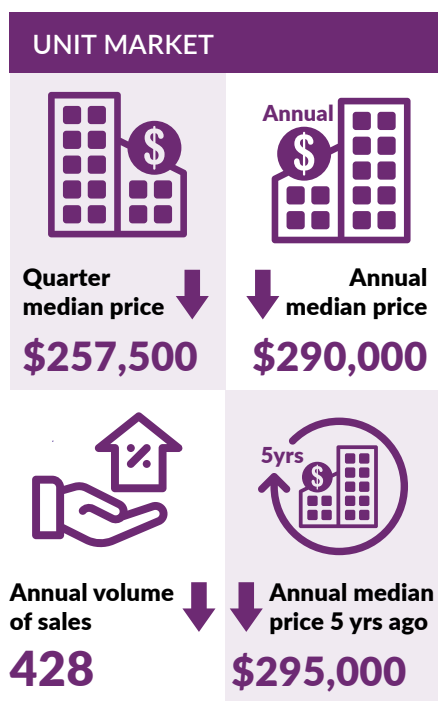 UNIT MARKET
$
Annual
$
Quarter
median price
$257,500
Annual
median price
$290,000
%
5yrs
$
Annual volume
of sales
428
Annual median
price 5 yrs ago
$295,000